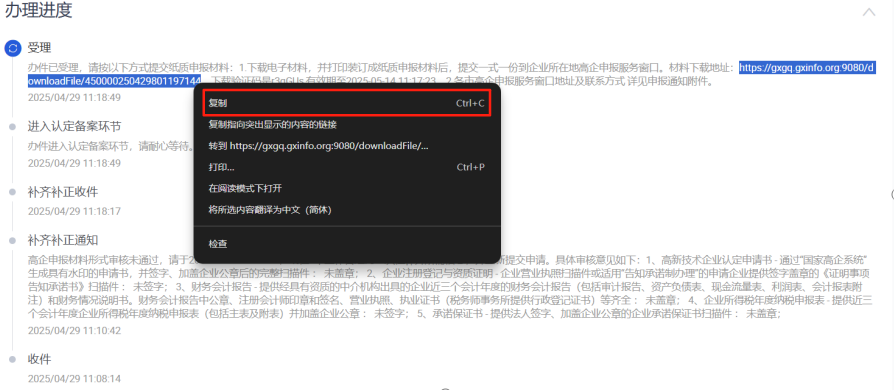 办理进度
受理
办件已受理，请按以下方式提交纸质申报材料：1.下载电子材料，并打印装订成纸质申报材料后，提交一式一份到企业所在地高企申报服务窗口。材料下载地址：https://gxgq.gxinfo.org:9080/d
ownloadFile/450000250429801197144，下载验证码是r3gGUs,有效期至2025-05-14 11:17:23。2.各市高企申报服务窗口地址及联系方式 详见申报通知附件。
2025/04/29 11:18:49
复制 Ctrl+C
复制指向突出显示的内容的链接
进入认定备案环节
办件进入认定备案环节，请耐心等待。
转到 https://gxgq.gxinfo.org:9080/downloadFile/...
2025/04/29 11:18:49
打印... Ctrl+P
在阅读模式下打开
补齐补正收件
将所选内容翻译为中文（简体）
2025/04/29 11:18:17
检查
补齐补正通知
高企申报材料形式审核未通过，请于2 新提交申请。具体审核意见如下：1、高新技术企业认定申请书 - 通过“国家高企系统”
生成具有水印的申请书，并签字、加盖企业公章后的完整扫描件 ： 未盖章； 2、企业注册登记与资质证明 - 企业营业执照扫描件或适用“告知承诺制办理”的申请企业提供签字盖章的《证明事项
告知承诺书》扫描件 ： 未签字； 3、财务会计报告 - 提供经具有资质的中介机构出具的企业近三个会计年度的财务会计报告（包括审计报告、资产负债表、现金流量表、利润表、会计报表附
注）和财务情况说明书。财务会计报告中公章、注册会计师印章和签名、营业执照、执业证书（税务师事务所提供行政登记证书）等齐全 ： 未盖章； 4、企业所得税年度纳税申报表 - 提供近三
个会计年度企业所得税年度纳税申报表（包括主表及附表）并加盖企业公章 ： 未签字； 5、承诺保证书 - 提供法人签字、加盖企业公章的企业承诺保证书扫描件 ： 未盖章；
2025/04/29 11:10:42
收件
2025/04/29 11:08:14